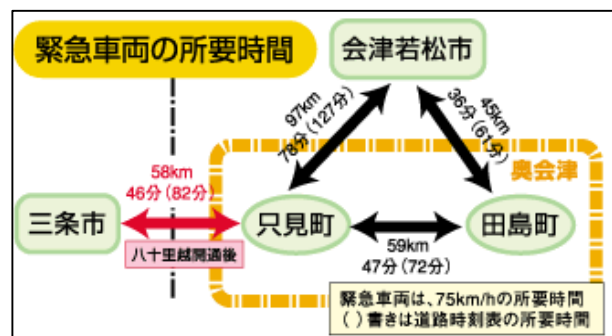 緊急車両の所要時間
会津若松市
97km
78分(127分)
45km
36分(61分)
奥会津
58km
46分(82分)
三条市
只見町
田島町
八十里越開通後
59km
47分(72分)
緊急車両は、75km/hの所要時間
( )書きは道路時刻表の所要時間